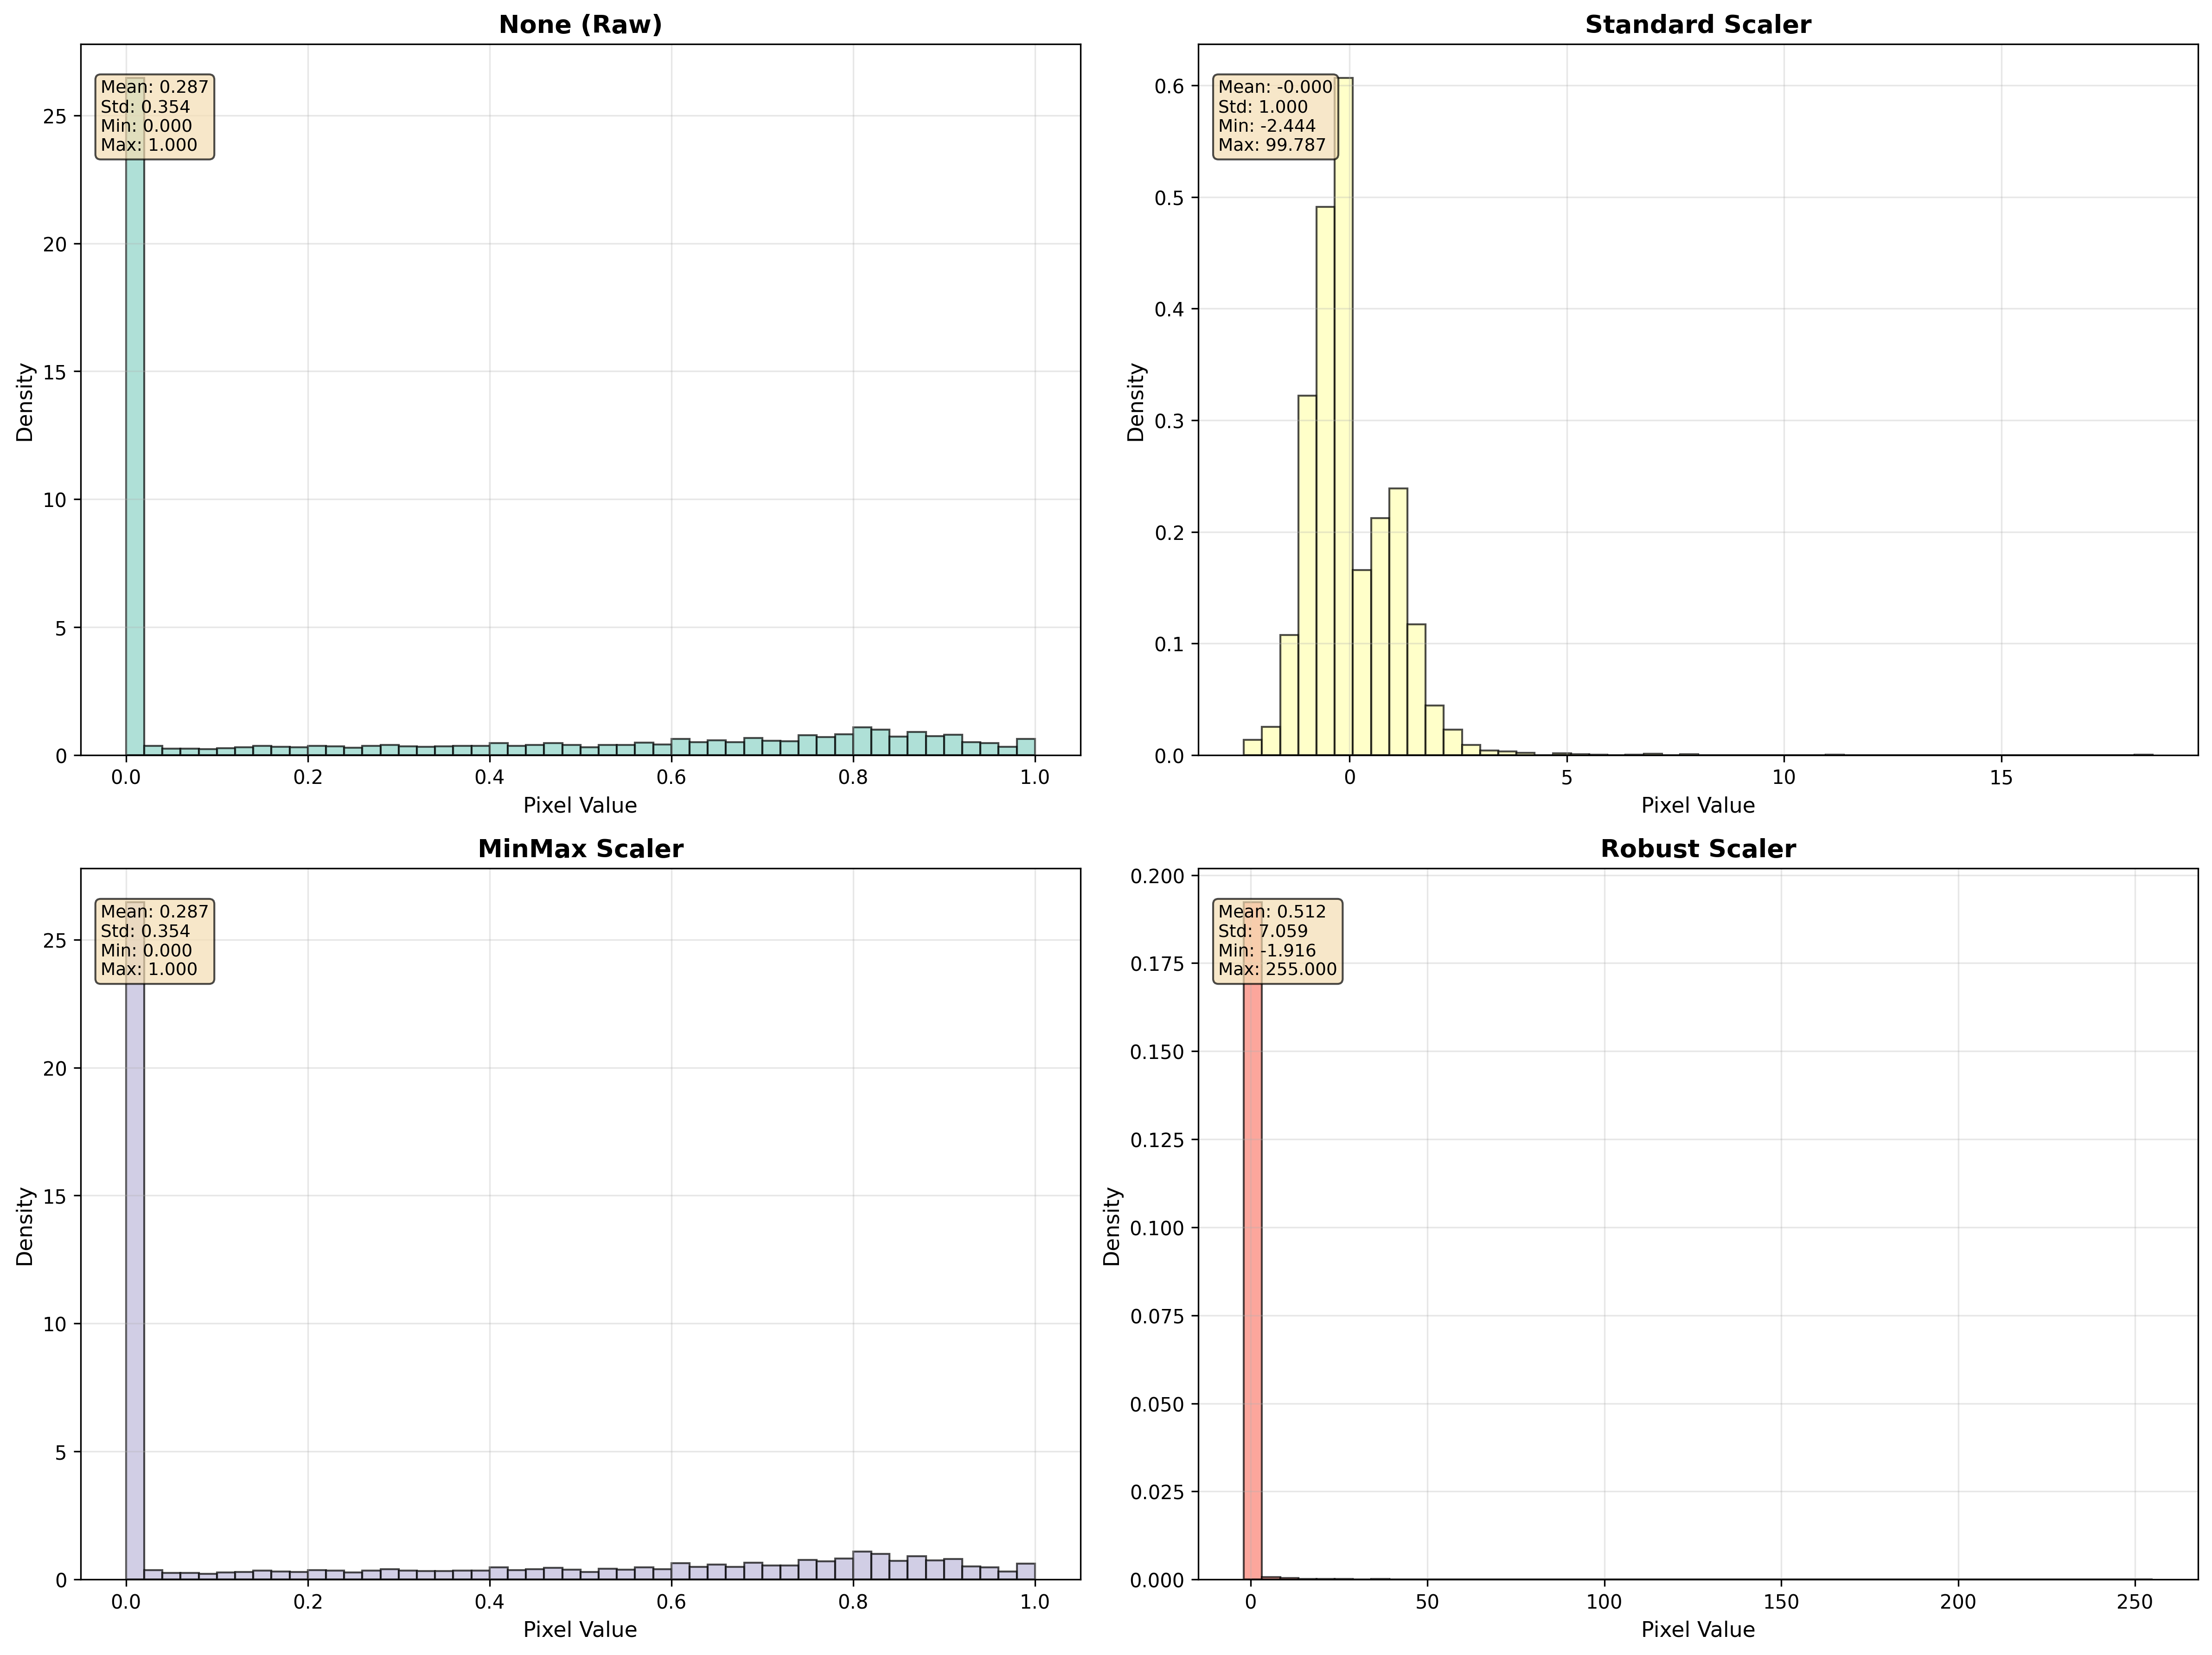 None (Raw)
Mean: 0.287
Std: 0.354
Min: 0.000
Max: 1.000
Density
25
20
15
10
5
0
0.0 0.2 0.4 0.6 0.8 1.0
Pixel Value
Standard Scaler
Mean: -0.000
Std: 1.000
Min: -2.444
Max: 99.787
Density
0.6
0.5
0.4
0.3
0.2
0.1
0.0
0 5 10 15
Pixel Value
MinMax Scaler
Mean: 0.287
Std: 0.354
Min: 0.000
Max: 1.000
Density
25
20
15
10
5
0
0.0 0.2 0.4 0.6 0.8 1.0
Pixel Value
Robust Scaler
Mean: 0.512
Std: 7.059
Min: -1.916
Max: 255.000
Density
0.200
0.175
0.150
0.125
0.100
0.075
0.050
0.025
0.000
0 50 100 150 200 250
Pixel Value